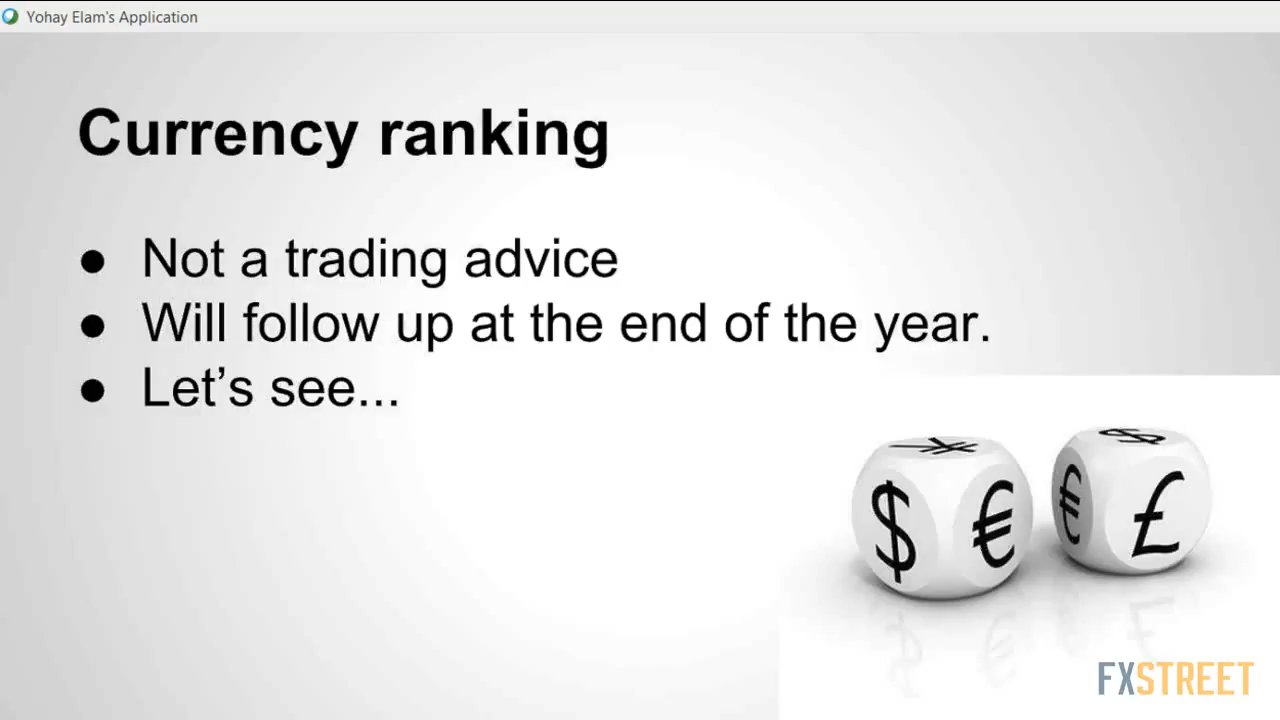 Yohay Elam's Application
Currency ranking
● Not a trading advice
● Will follow up at the end of the year.
● Let’s see...
¥
$ €
$
€ £
FXSTREET